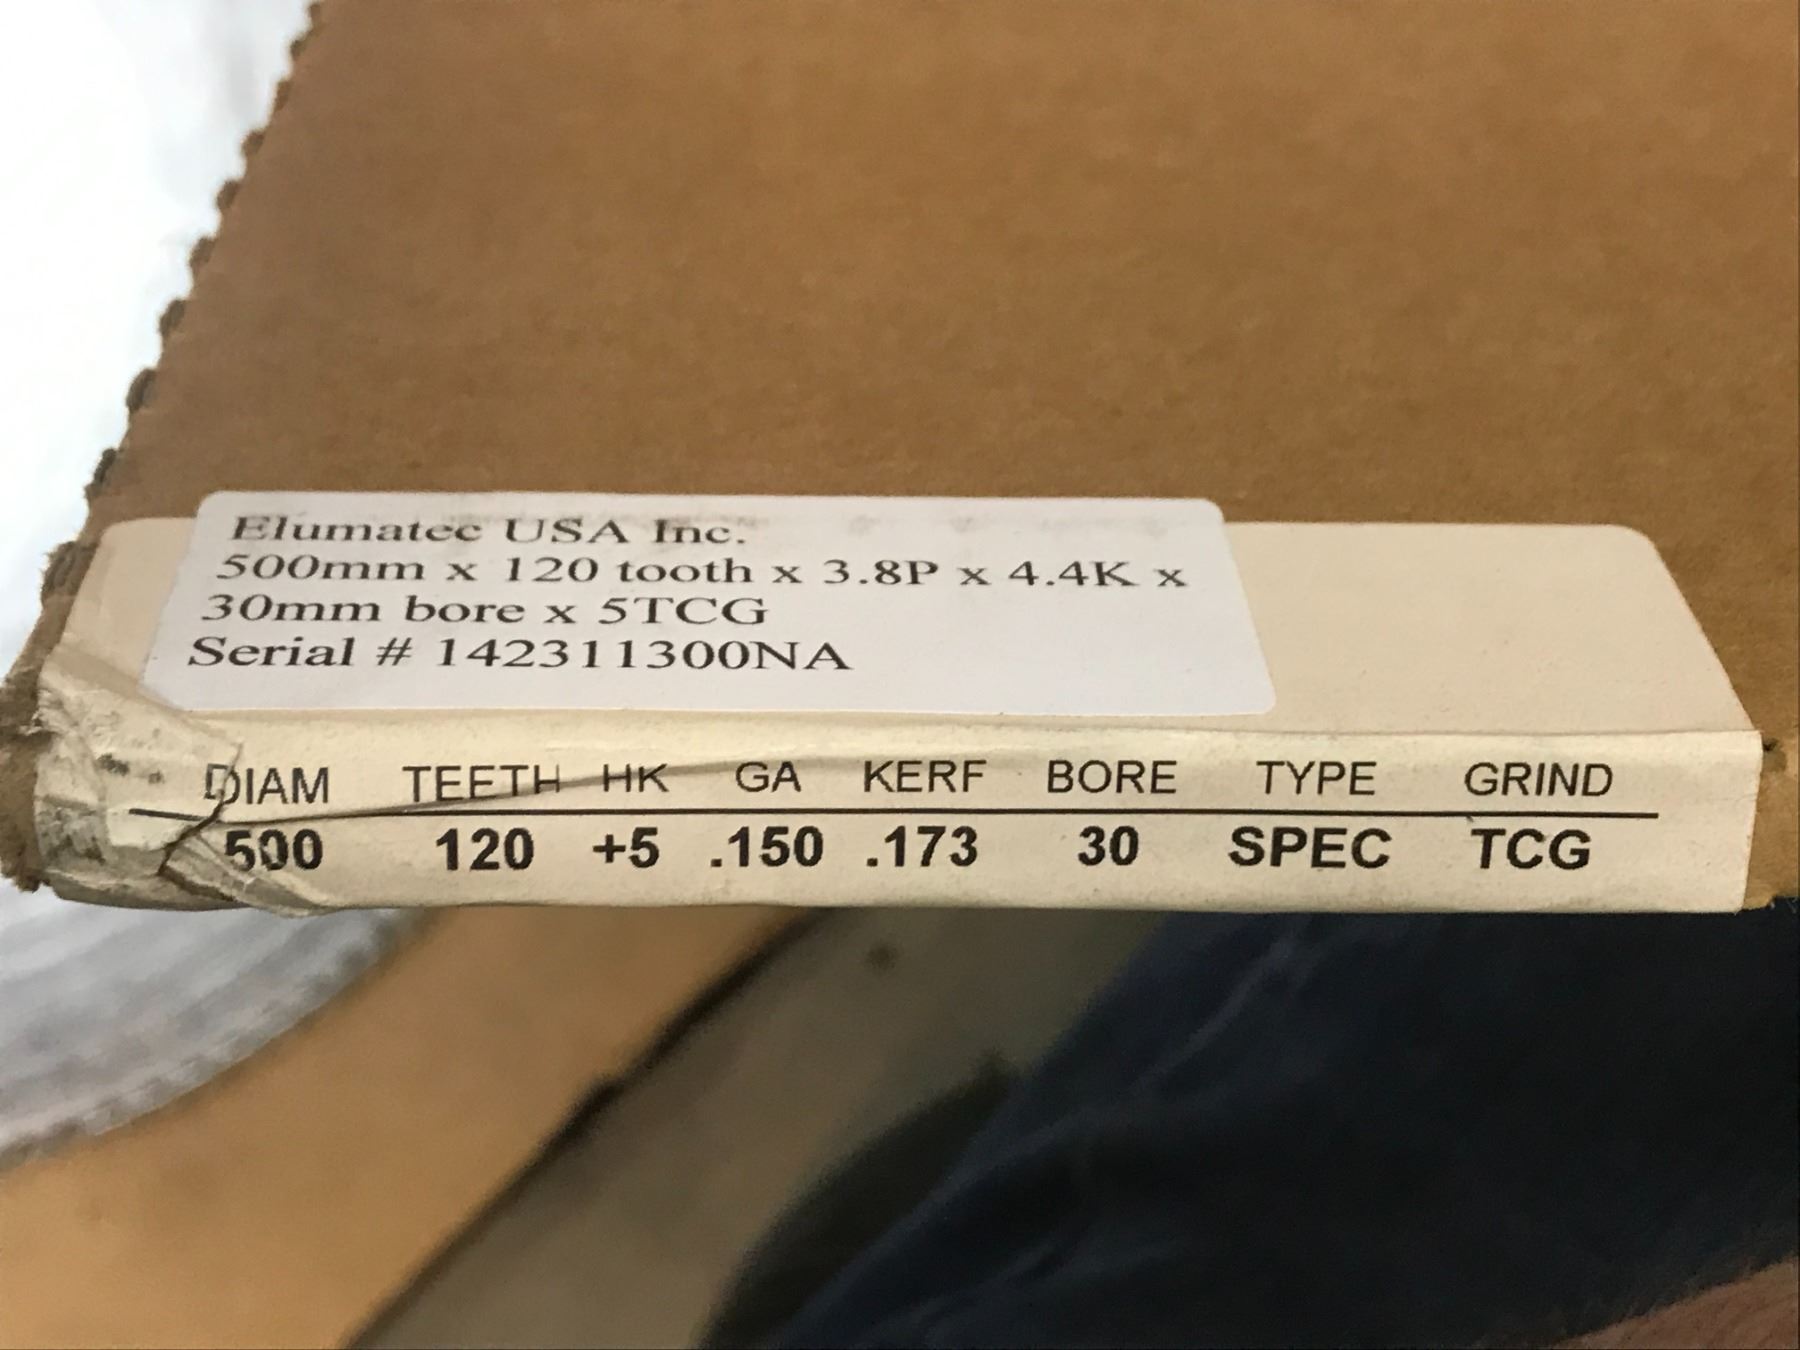 Elumatec USA Inc.
500mm x 120 tooth x 3.8P x 4.4K x
30mm bore x 5TCG
Serial # 142311300NA
DIAM TEETH HK GA KERF BORE TYPE GRIND
500 120 +5 .150 .173 30 SPEC TCG